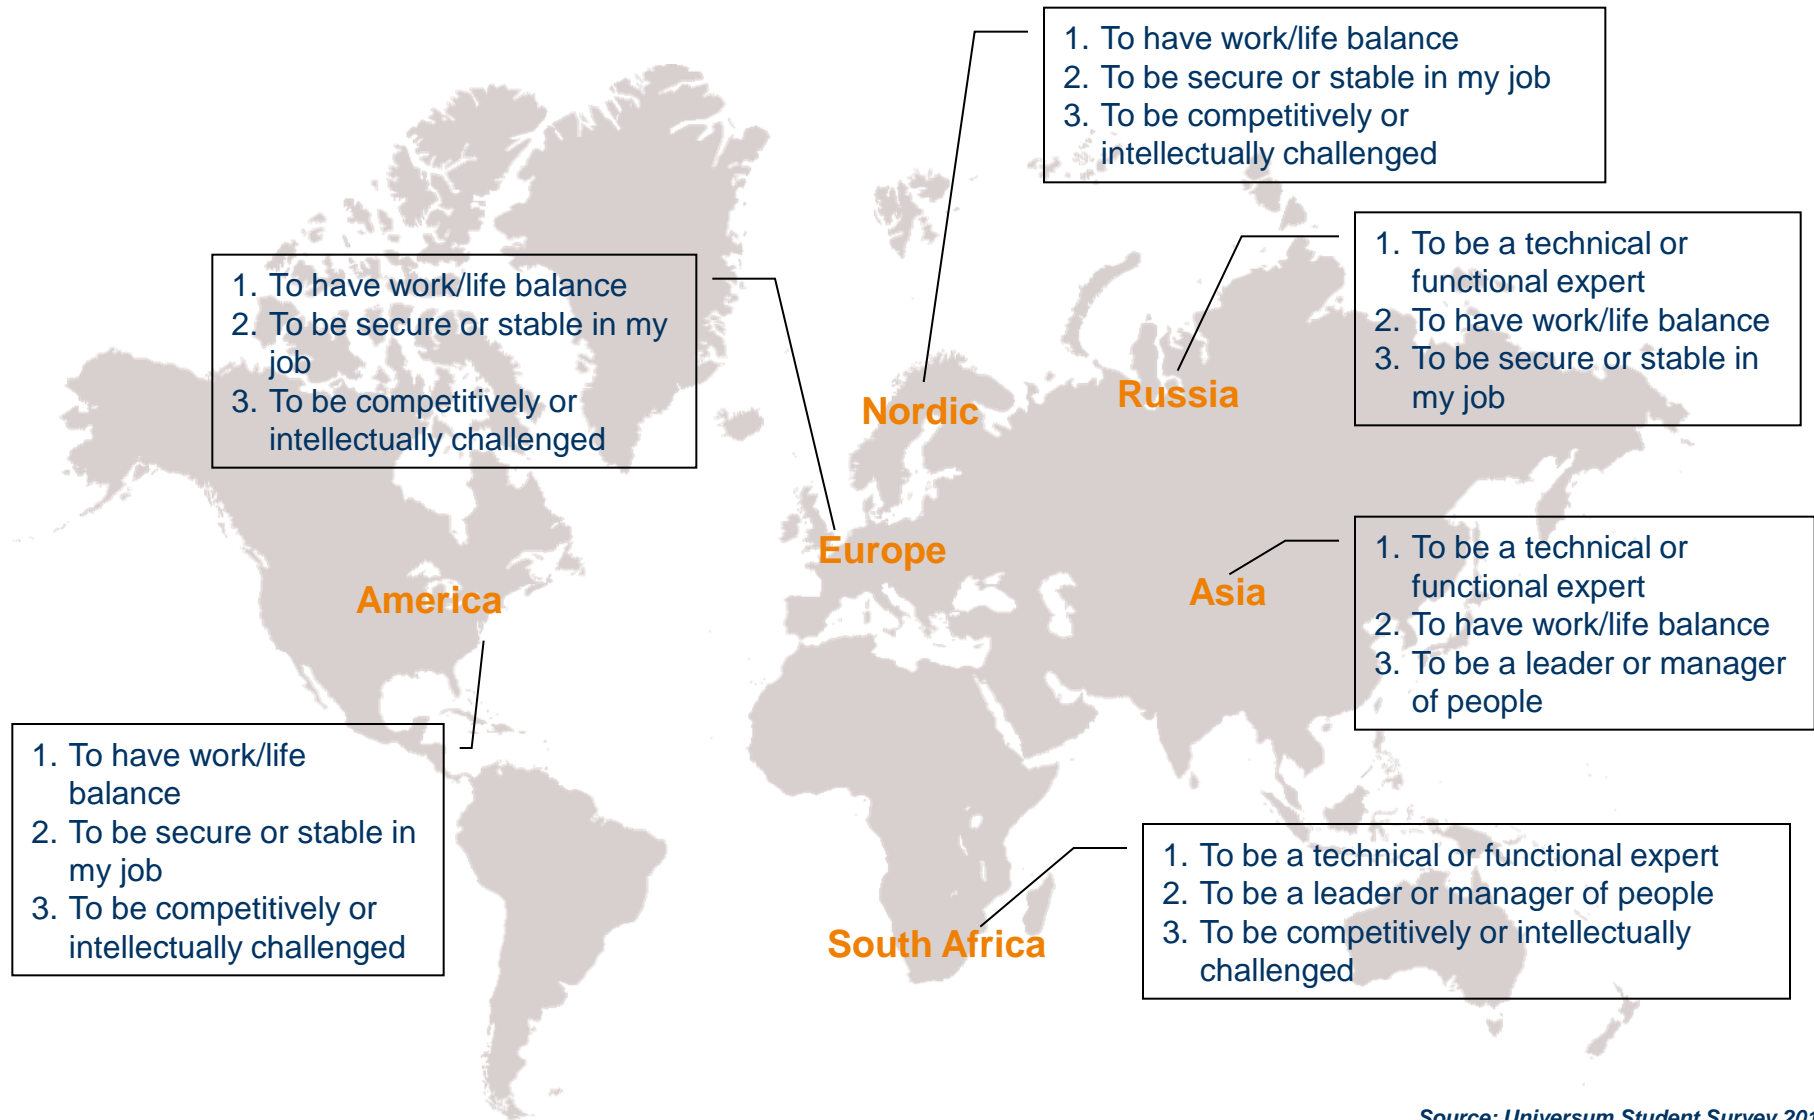 1. To have work/life balance
2. To be secure or stable in my job
3. To be competitively or
intellectually challenged
1. To be a technical or
functional expert
2. To have work/life balance
3. To be secure or stable in
my job
1. To have work/life balance
2. To be secure or stable in my
job
3. To be competitively or
intellectually challenged
Nordic
Russia
Europe
Asia
America
1. To be a technical or
functional expert
2. To have work/life balance
3. To be a leader or manager
of people
1. To have work/life
balance
2. To be secure or stable in
my job
3. To be competitively or
intellectually challenged
South Africa
1. To be a technical or functional expert
2. To be a leader or manager of people
3. To be competitively or intellectually
challenged
Source: Universum Student Survey